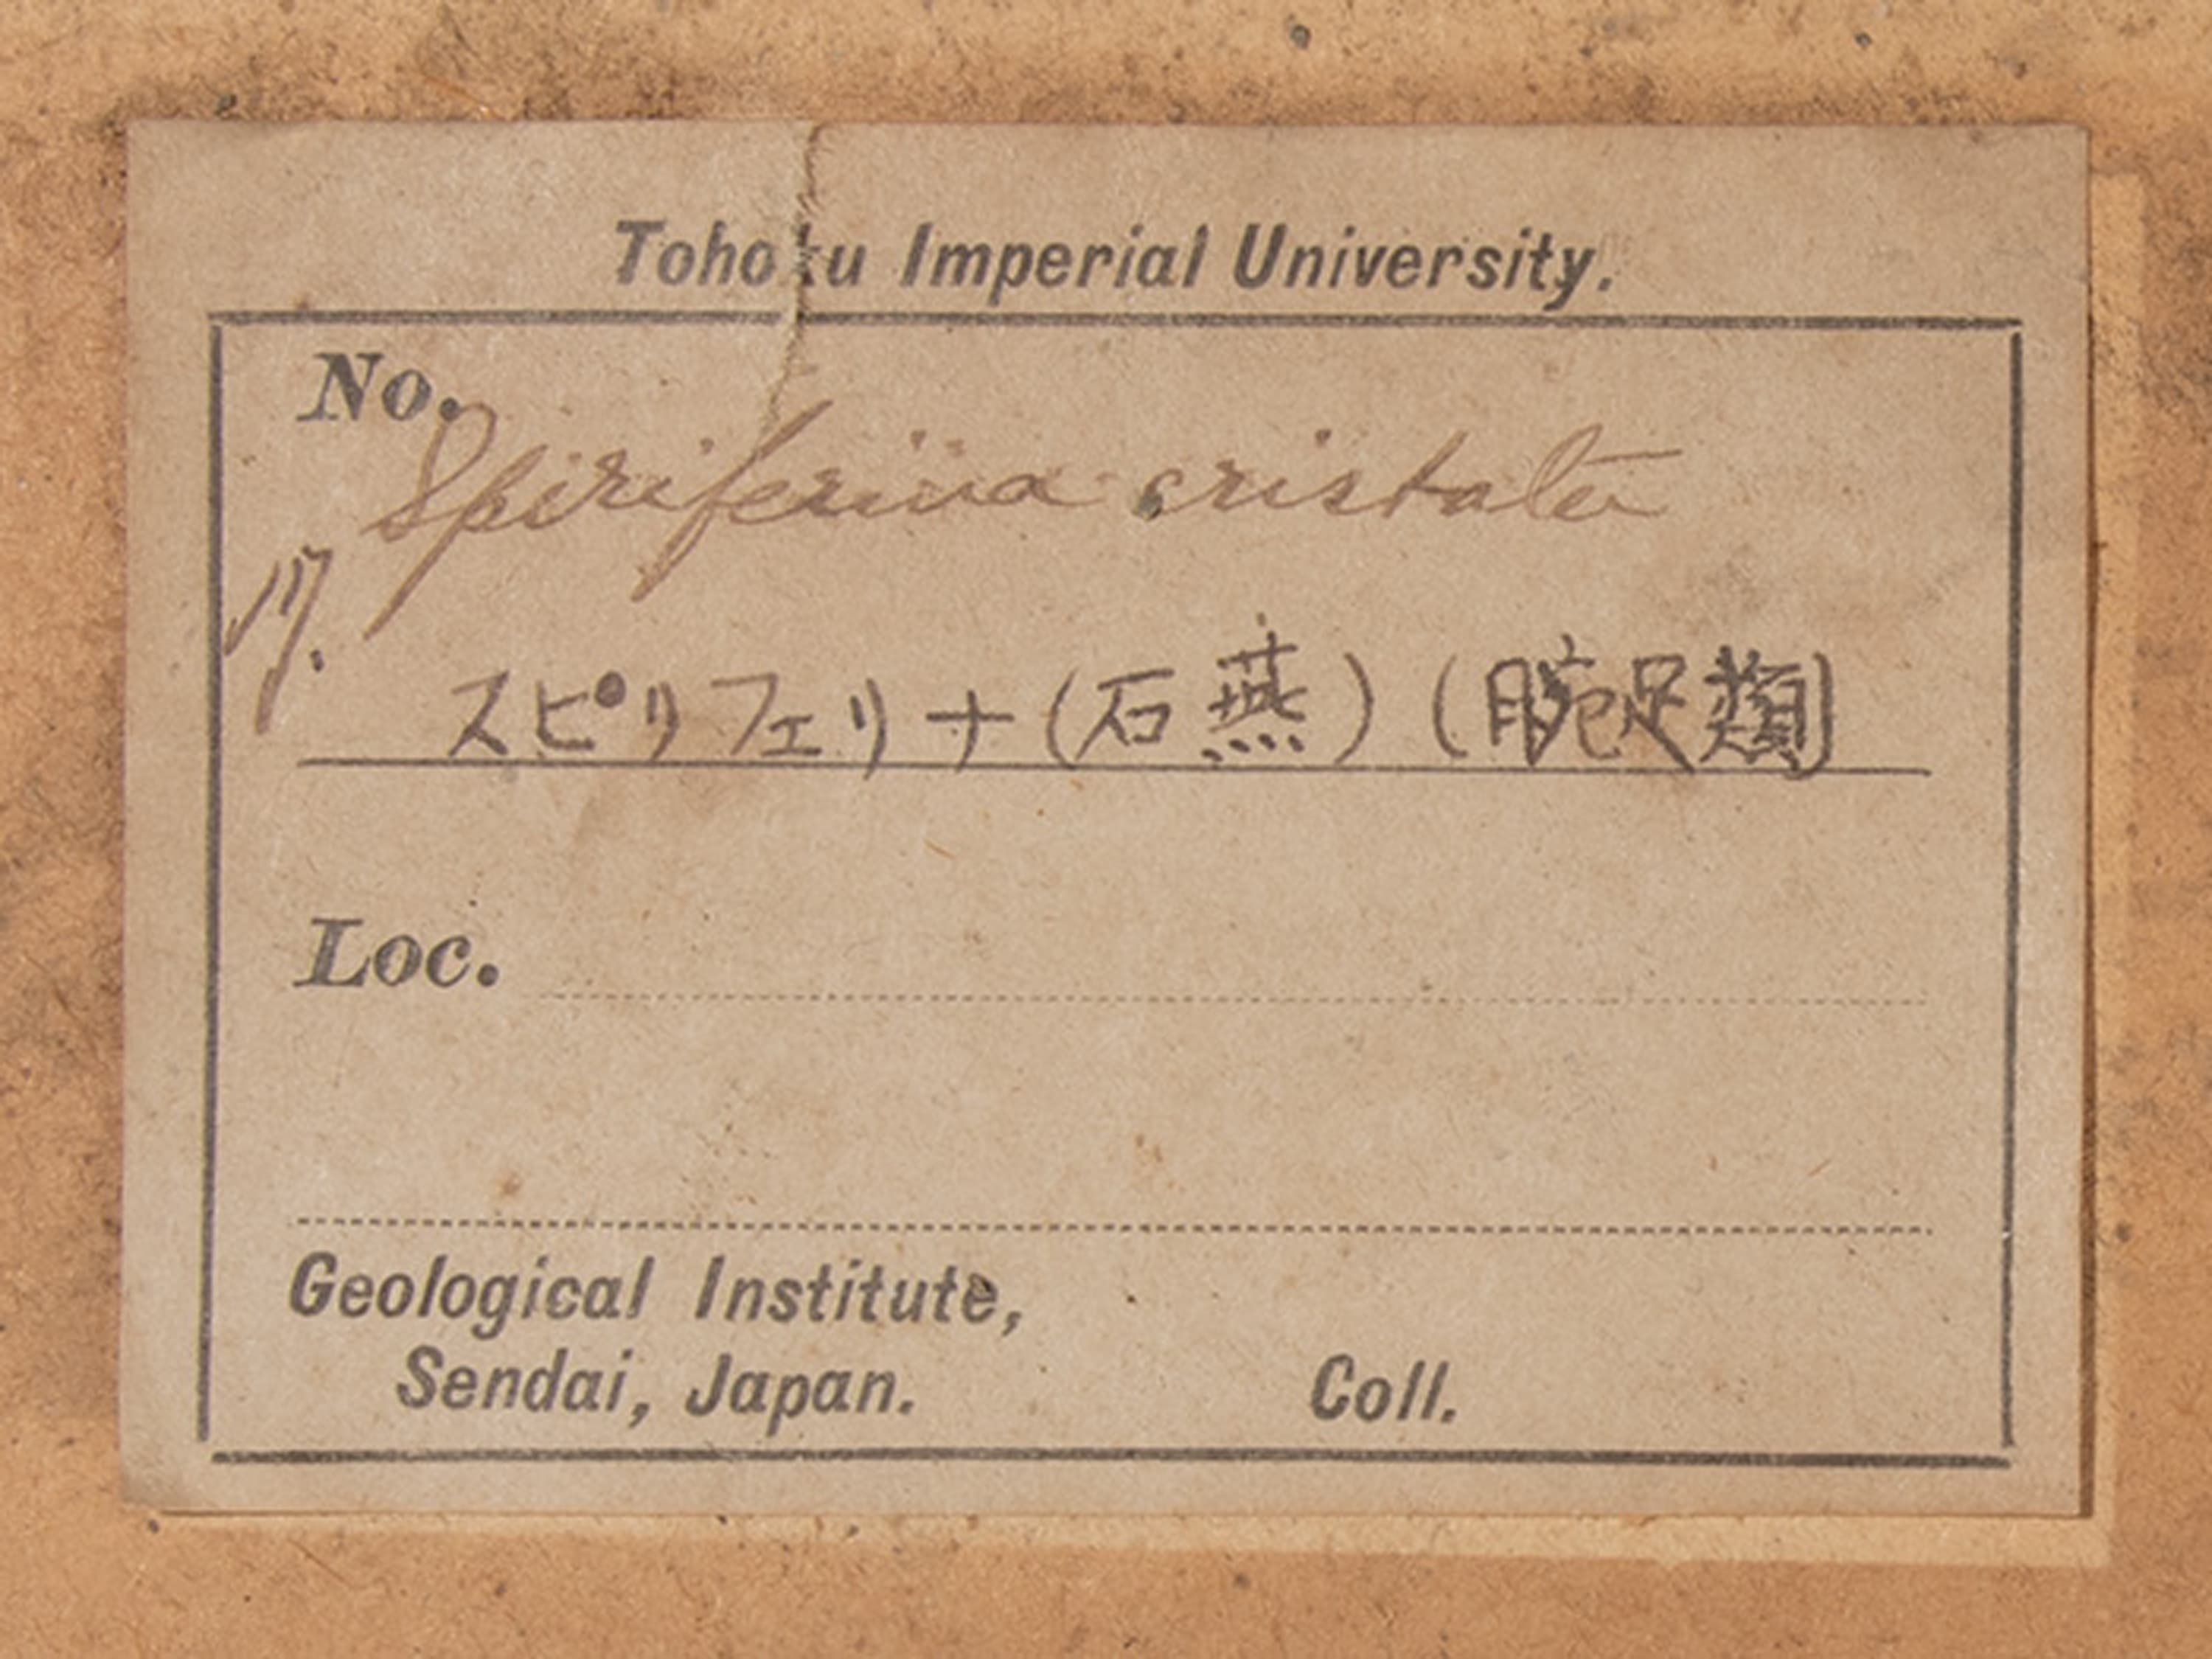 Tohoku Imperial University.
No.
Spiriferina cristata
スピリフェリナ(石燕)(腕足類)
Loc.
Geological Institute,
Sendai, Japan.
Coll.